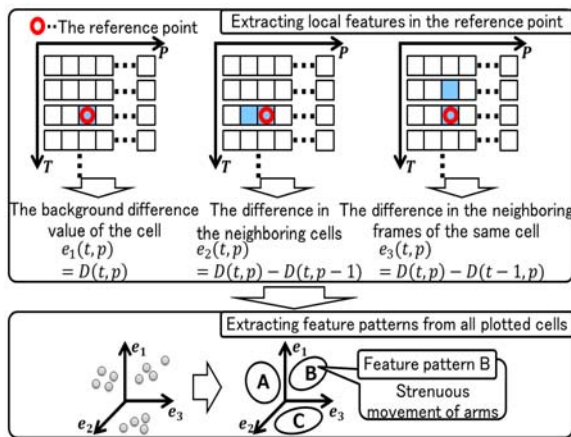 Extracting local features in the reference point
··The reference point
P
P
P
T
T
T
The background difference
value of the cell
e₁(t,p)
= D(t,p)
The difference in
the neighboring cells
e₂(t,p)
= D(t,p) − D(t,p−1)
The difference in the neighboring
frames of the same cell
e₃(t,p)
= D(t,p) − D(t−1,p)
Extracting feature patterns from all plotted cells
e₁
e₂
e₃
e₁
e₂
e₃
A
B
C
Feature pattern B
Strenuous
movement of arms